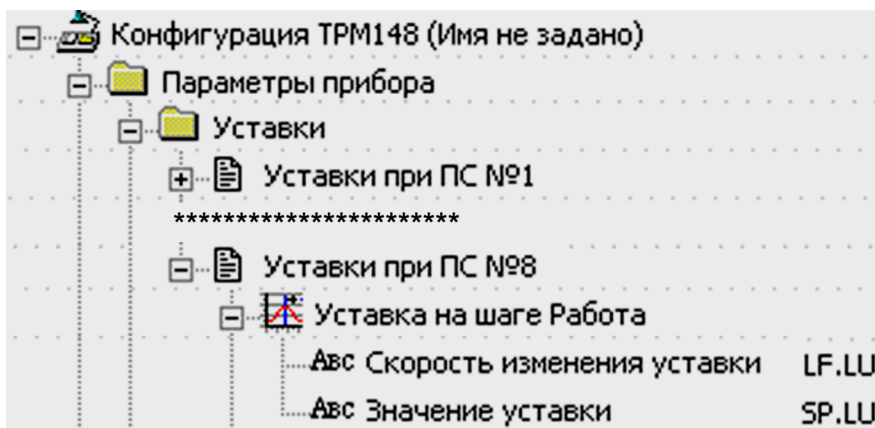 Конфигурация ТРМ148 (Имя не задано)
Параметры прибора
Уставки
Уставки при ПС №1
***********************
Уставки при ПС №8
Уставка на шаге Работа
Авс Скорость изменения уставки LF.LU
Авс Значение уставки SP.LU